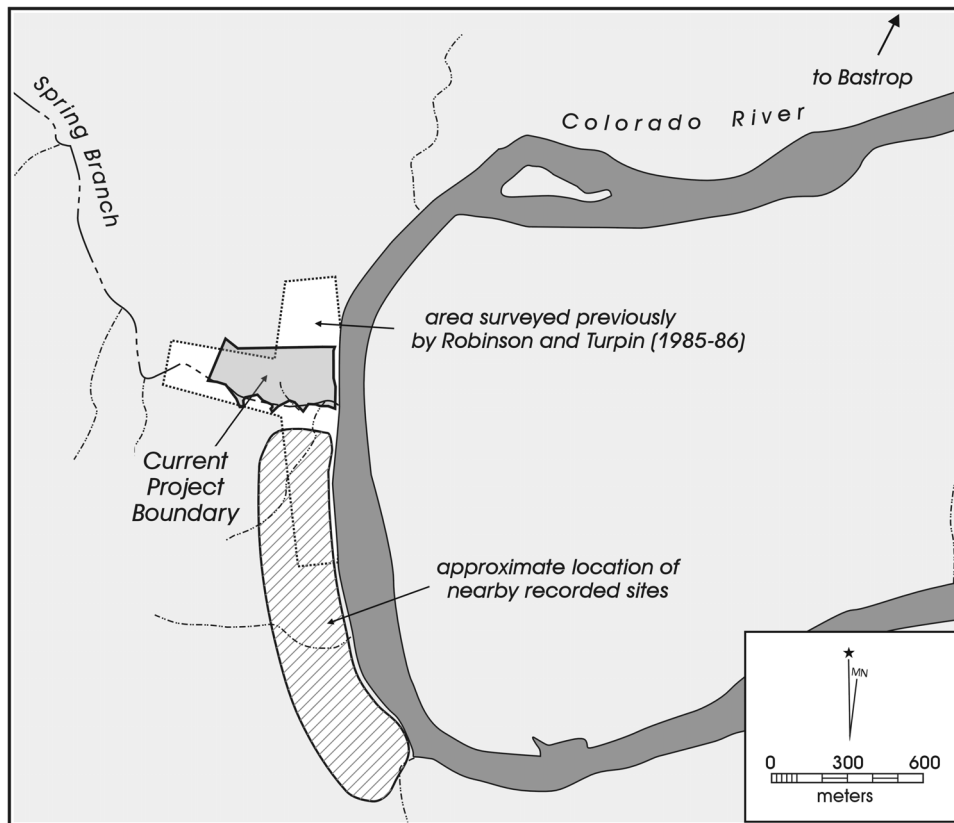 to Bastrop
Colorado River
Spring Branch
area surveyed previously
by Robinson and Turpin (1985-86)
Current
Project
Boundary
approximate location of
nearby recorded sites
MN
0 300 600
meters